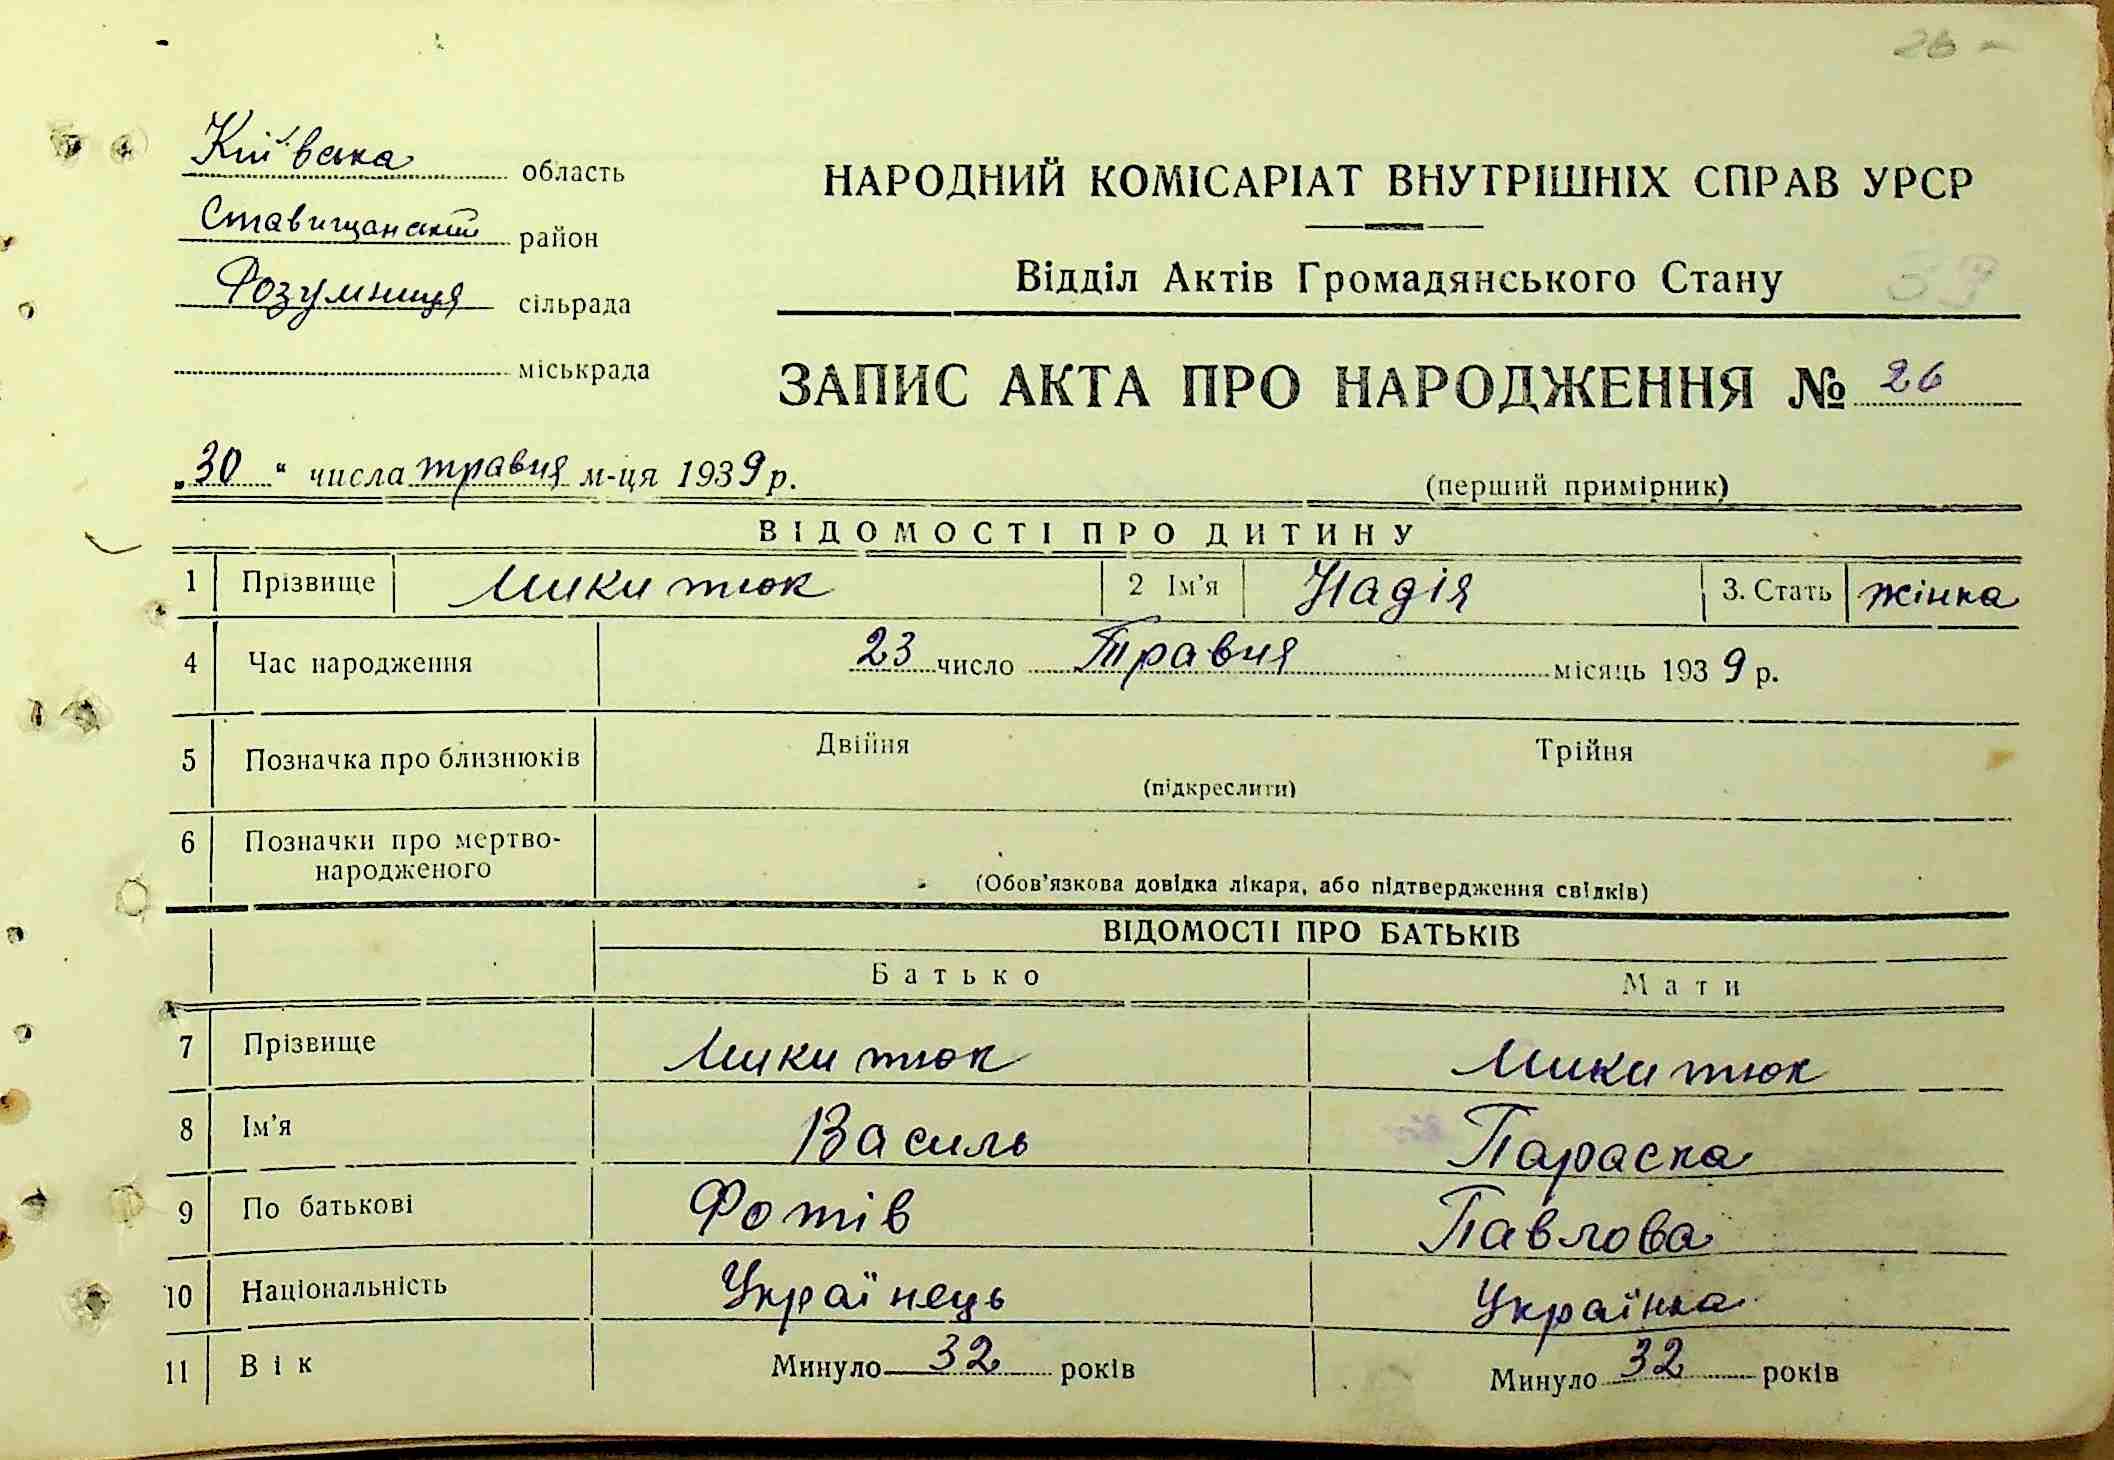 26
Київська область
Ставищанський район
Розумниця сільрада
міськрада
НАРОДНИЙ КОМІСАРІАТ ВНУТРІШНІХ СПРАВ УРСР
Відділ Актів Громадянського Стану
ЗАПИС АКТА ПРО НАРОДЖЕННЯ № 26
„30“ числа травня м-ця 1939 р.
(перший примірник)
ВІДОМОСТІ ПРО ДИТИНУ
1 Прізвище Микитюк 2 Ім'я Надія 3. Стать жінка
4 Час народження 23 число Травня місяць 1939 р.
5 Позначка про близнюків Двійня Трійня
(підкреслити)
6 Позначки про мертво-
народженого
(Обов'язкова довідка лікаря, або підтвердження свідків)
ВІДОМОСТІ ПРО БАТЬКІВ
Батько Мати
7 Прізвище Микитюк Микитюк
8 Ім'я Василь Параска
9 По батькові Фотів Павлова
10 Національність Українець Українка
11 Вік Минуло 32 років Минуло 32 років